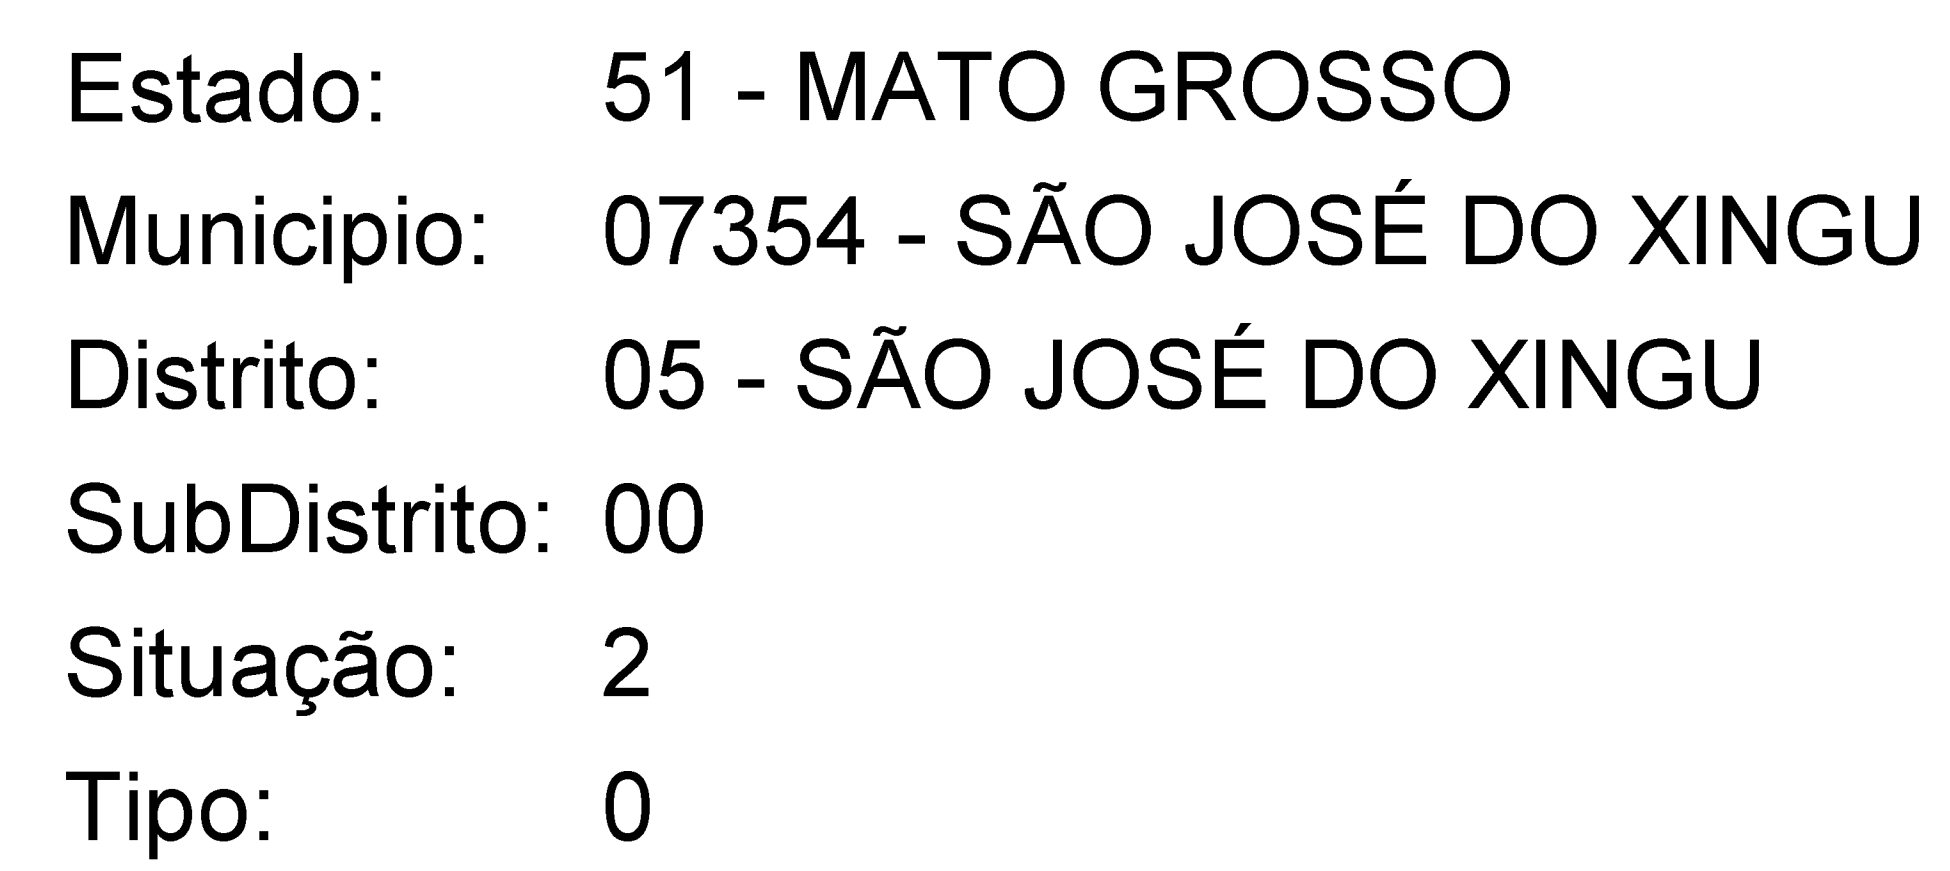 Estado: 51 - MATO GROSSO
Municipio: 07354 - SÃO JOSÉ DO XINGU
Distrito: 05 - SÃO JOSÉ DO XINGU
SubDistrito: 00
Situação: 2
Tipo: 0